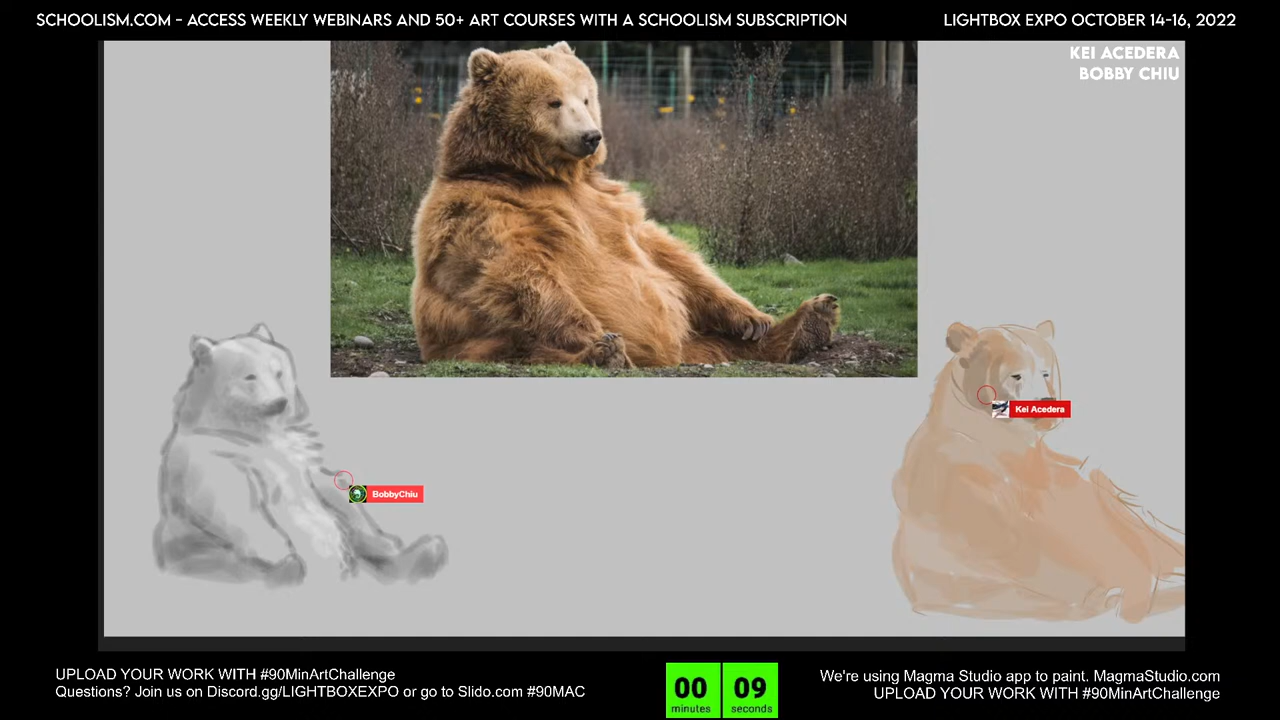 SCHOOLISM.COM - ACCESS WEEKLY WEBINARS AND 50+ ART COURSES WITH A SCHOOLISM SUBSCRIPTION
LIGHTBOX EXPO OCTOBER 14-16, 2022
KEI ACEDERA
BOBBY CHIU
Kei Acedera
BobbyChiu
UPLOAD YOUR WORK WITH #90MinArtChallenge
Questions? Join us on Discord.gg/LIGHTBOXEXPO or go to Slido.com #90MAC
00 09
minutes seconds
We're using Magma Studio app to paint. MagmaStudio.com
UPLOAD YOUR WORK WITH #90MinArtChallenge